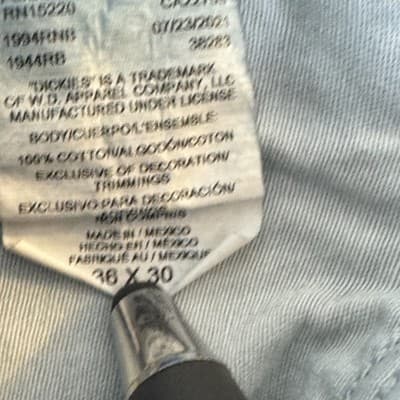 RN15220
1994RNB 07/23/2021
1944RB 38283
"DICKIES" IS A TRADEMARK
OF W.D. APPAREL COMPANY, LLC
MANUFACTURED UNDER LICENSE
BODY/CUERPO/L'ENSEMBLE:
100% COTTON/ALGODÓN/COTON
EXCLUSIVE OF DECORATION/
TRIMMINGS
EXCLUSIVO PARA DECORACIÓN/
MADE IN / MEXICO
HECHO EN / MÉXICO
FABRIQUÉ AU / MEXIQUE
36 X 30